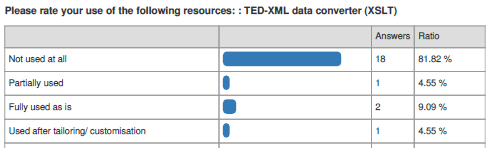 Please rate your use of the following resources: : TED-XML data converter (XSLT)
Answers Ratio
Not used at all 18 81.82 %
Partially used 1 4.55 %
Fully used as is 2 9.09 %
Used after tailoring/ customisation 1 4.55 %